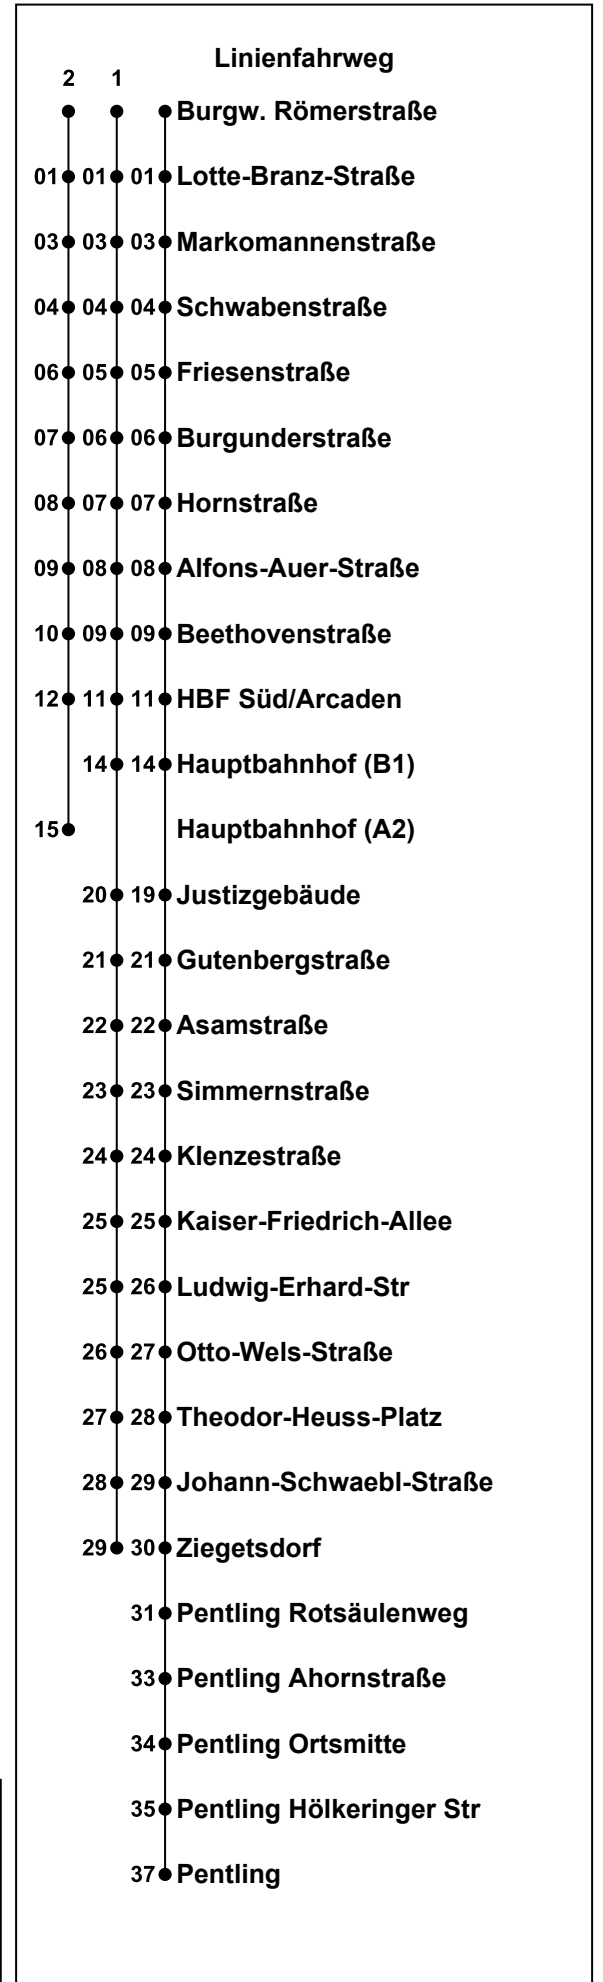 Linienfahrweg
2 1
Burgw. Römerstraße
01 01 01 Lotte-Branz-Straße
03 03 03 Markomannenstraße
04 04 04 Schwabenstraße
06 05 05 Friesenstraße
07 06 06 Burgunderstraße
08 07 07 Hornstraße
09 08 08 Alfons-Auer-Straße
10 09 09 Beethovenstraße
12 11 11 HBF Süd/Arcaden
14 14 Hauptbahnhof (B1)
15 Hauptbahnhof (A2)
20 19 Justizgebäude
21 21 Gutenbergstraße
22 22 Asamstraße
23 23 Simmernstraße
24 24 Klenzestraße
25 25 Kaiser-Friedrich-Allee
25 26 Ludwig-Erhard-Str
26 27 Otto-Wels-Straße
27 28 Theodor-Heuss-Platz
28 29 Johann-Schwaebl-Straße
29 30 Ziegetsdorf
31 Pentling Rotsäulenweg
33 Pentling Ahornstraße
34 Pentling Ortsmitte
35 Pentling Hölkeringer Str
37 Pentling